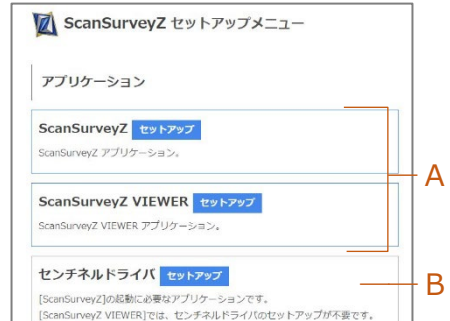 ScanSurveyZ セットアップメニュー
アプリケーション
ScanSurveyZ セットアップ
ScanSurveyZ アプリケーション。
A
ScanSurveyZ VIEWER セットアップ
ScanSurveyZ VIEWER アプリケーション。
センチネルドライバ セットアップ
B
[ScanSurveyZ]の起動に必要なアプリケーションです。
[ScanSurveyZ VIEWER]では、センチネルドライバのセットアップが不要です。